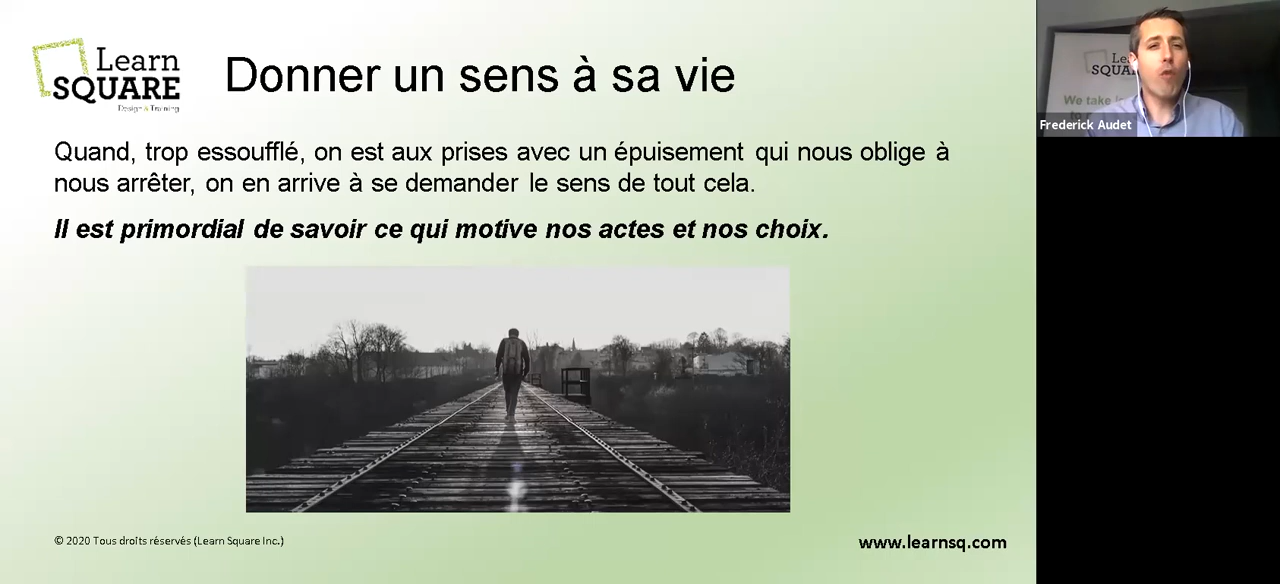 Learn
SQUARE
Design & Training
Donner un sens à sa vie
Quand, trop essoufflé, on est aux prises avec un épuisement qui nous oblige à
nous arrêter, on en arrive à se demander le sens de tout cela.
Il est primordial de savoir ce qui motive nos actes et nos choix.
© 2020 Tous droits réservés (Learn Square Inc.)
www.learnsq.com
We take
Frederick Audet